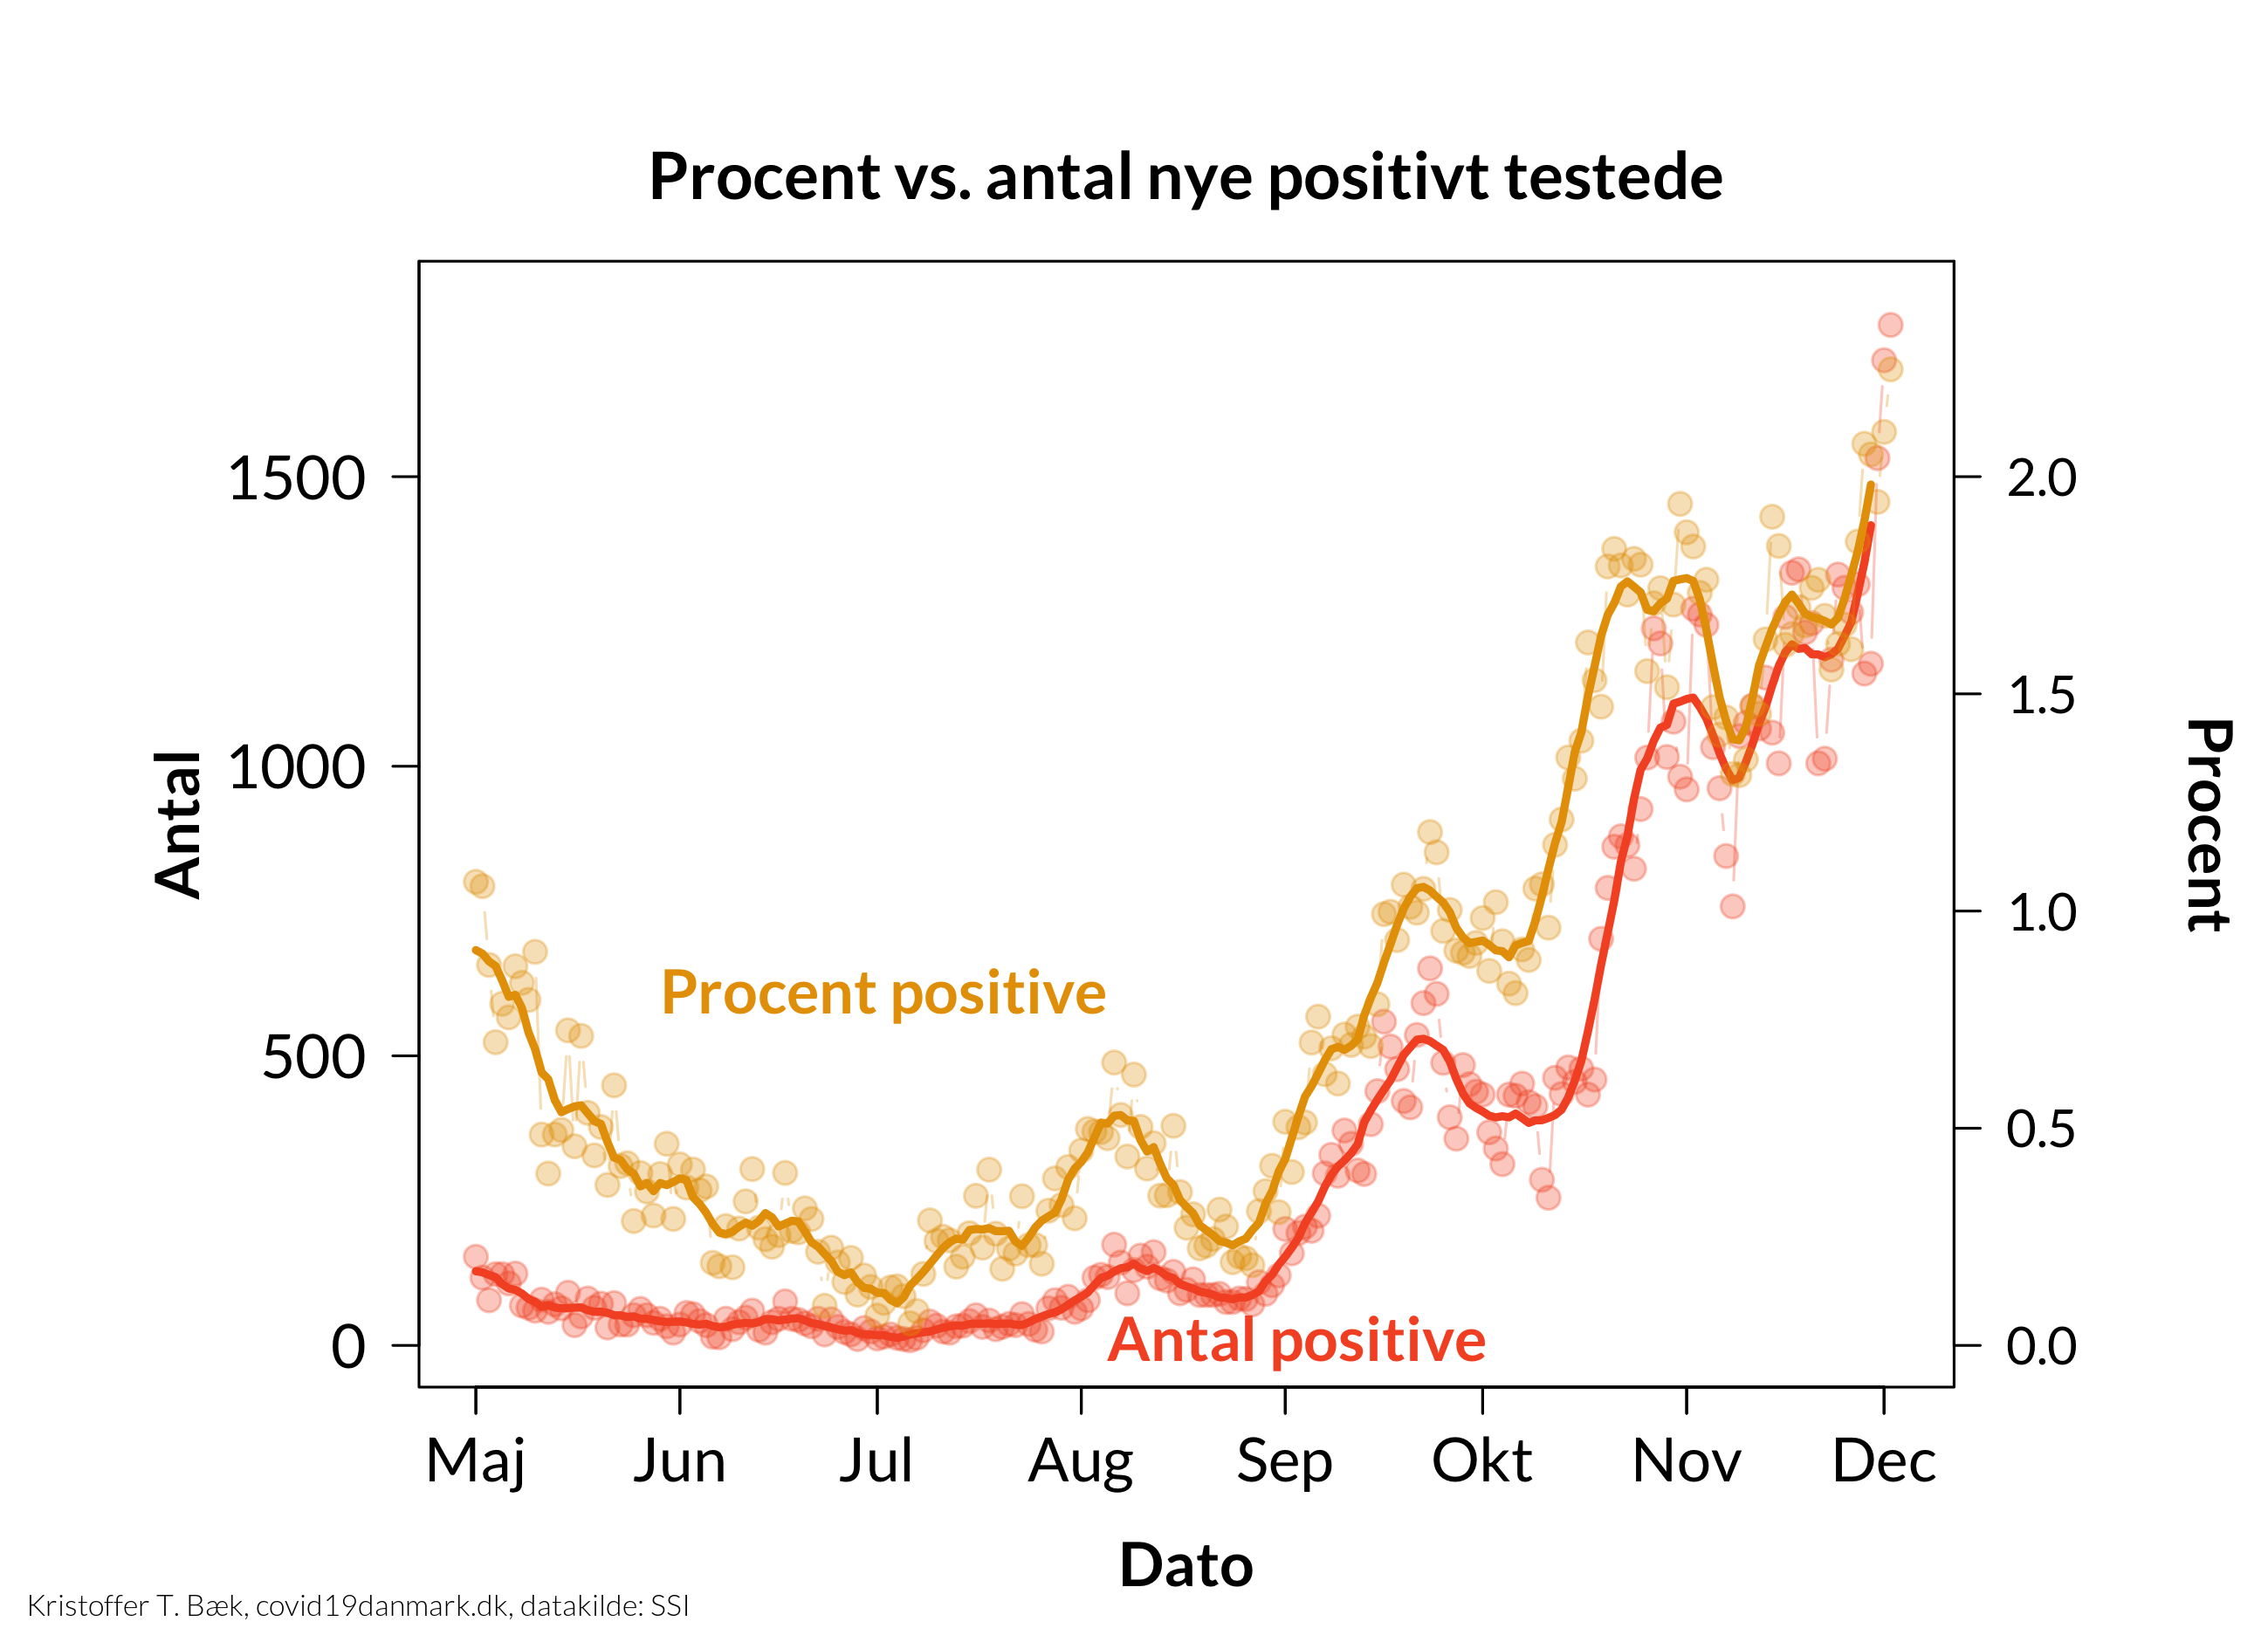 Procent vs. antal nye positivt testede
Antal
1500
1000
500
0
2.0
1.5
1.0
0.5
0.0
Procent
Procent positive
Antal positive
Maj Jun Jul Aug Sep Okt Nov Dec
Dato
Kristoffer T. Bæk, covid19danmark.dk, datakilde: SSI